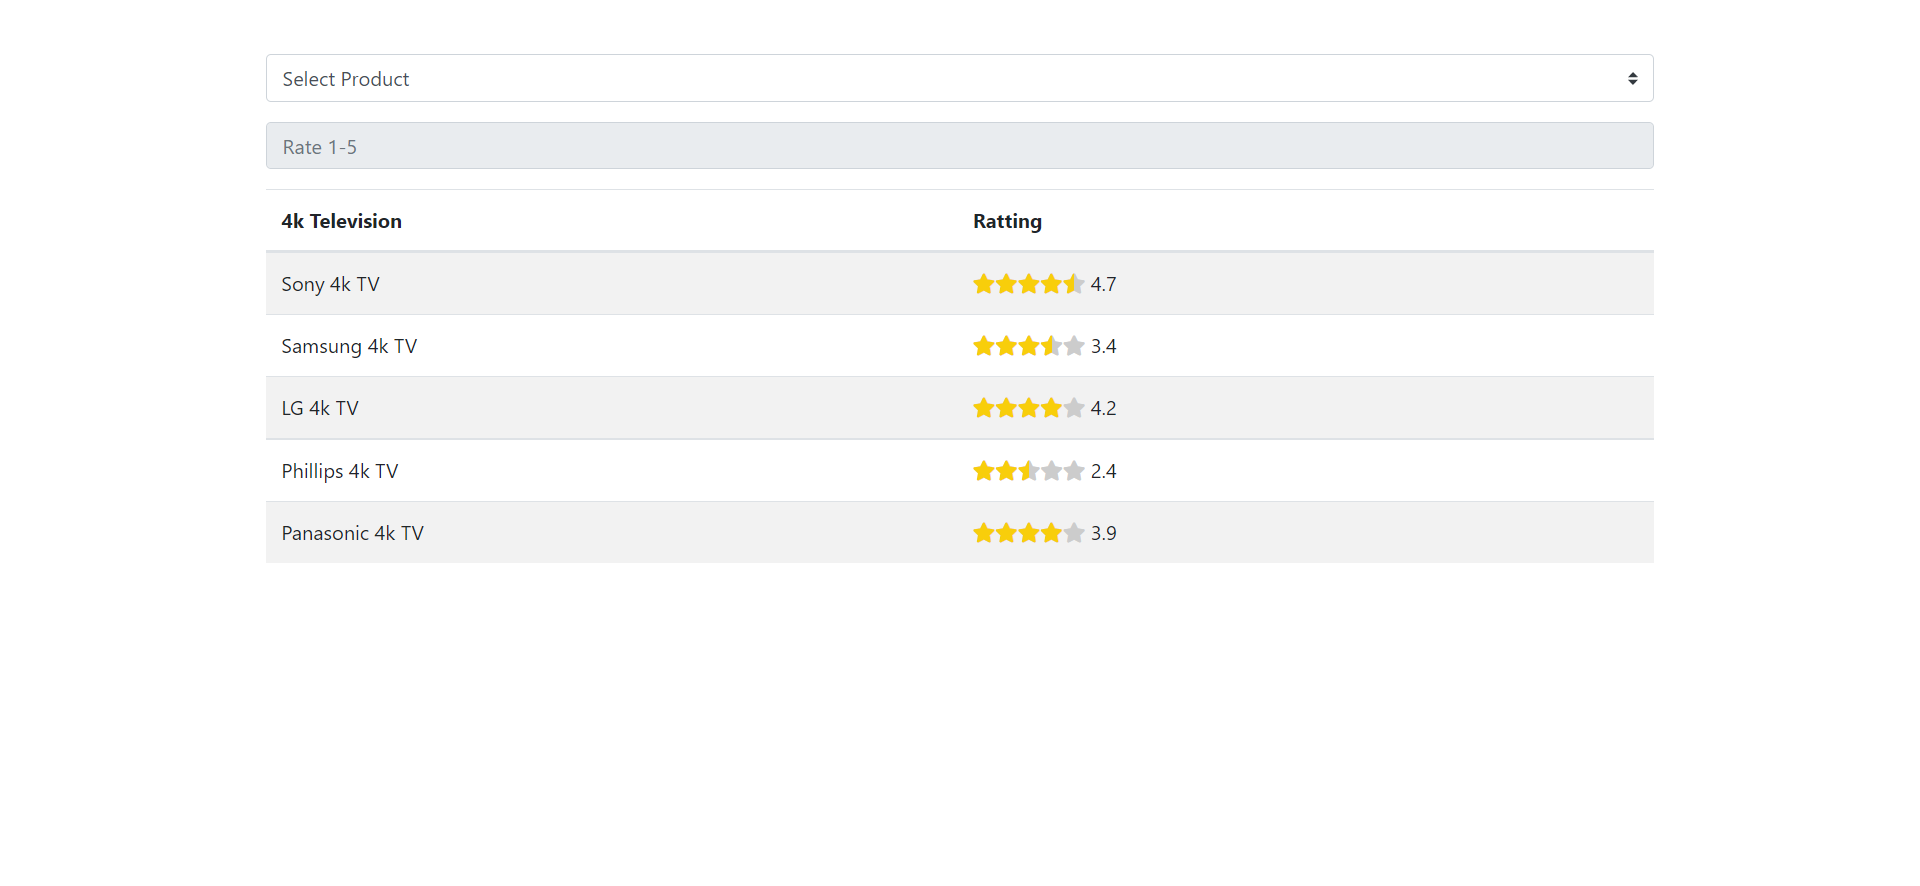 Select Product
Rate 1-5
4k Television Ratting
Sony 4k TV 4.7
Samsung 4k TV 3.4
LG 4k TV 4.2
Phillips 4k TV 2.4
Panasonic 4k TV 3.9